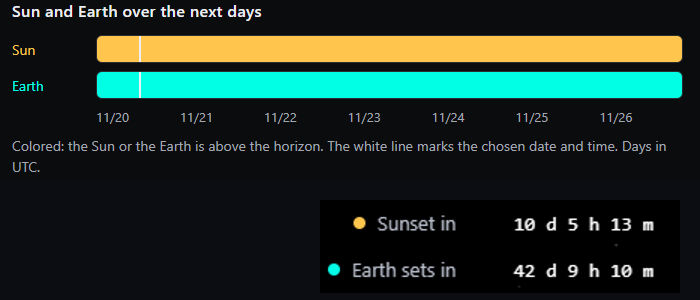 Sun and Earth over the next days
Sun
Earth
11/20 11/21 11/22 11/23 11/24 11/25 11/26
Colored: the Sun or the Earth is above the horizon. The white line marks the chosen date and time. Days in
UTC.
Sunset in 10 d 5 h 13 m
Earth sets in 42 d 9 h 10 m